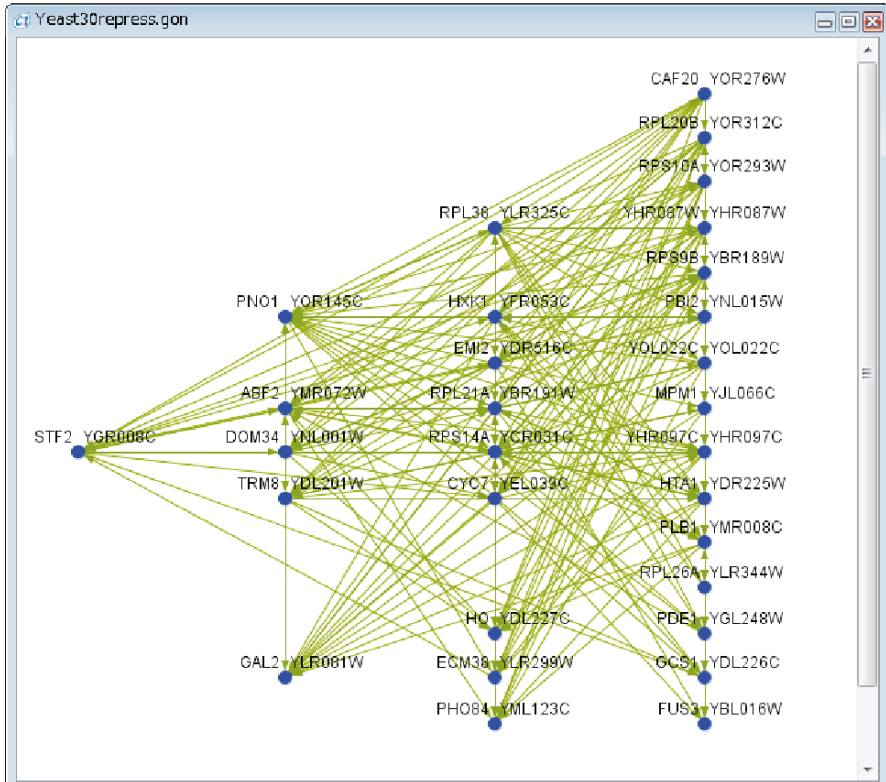 Yeast30repress.gon
CAF20 YOR276W
RPL20B YOR312C
RPS10A YOR293W
RPL38 YLR325C YHR087W YHR087W
RPS9B YBR189W
PNO1 YOR145C HXK1 YFR053C PBI2 YNL015W
EMI2 YDR516C YOL022C YOL022C
ABF2 YMR072W RPL21A YBR191W MPM1 YJL066C
STF2 YGR008C DOM34 YNL001W RPS14A YCR031C YHR097C YHR097C
TRM8 YDL201W CYC7 YEL039C HTA1 YDR225W
PLB1 YMR008C
RPL26A YLR344W
HO YDL227C PDE1 YGL248W
GAL2 YLR081W ECM38 YLR299W GCS1 YDL226C
PHO84 YML123C FUS3 YBL016W